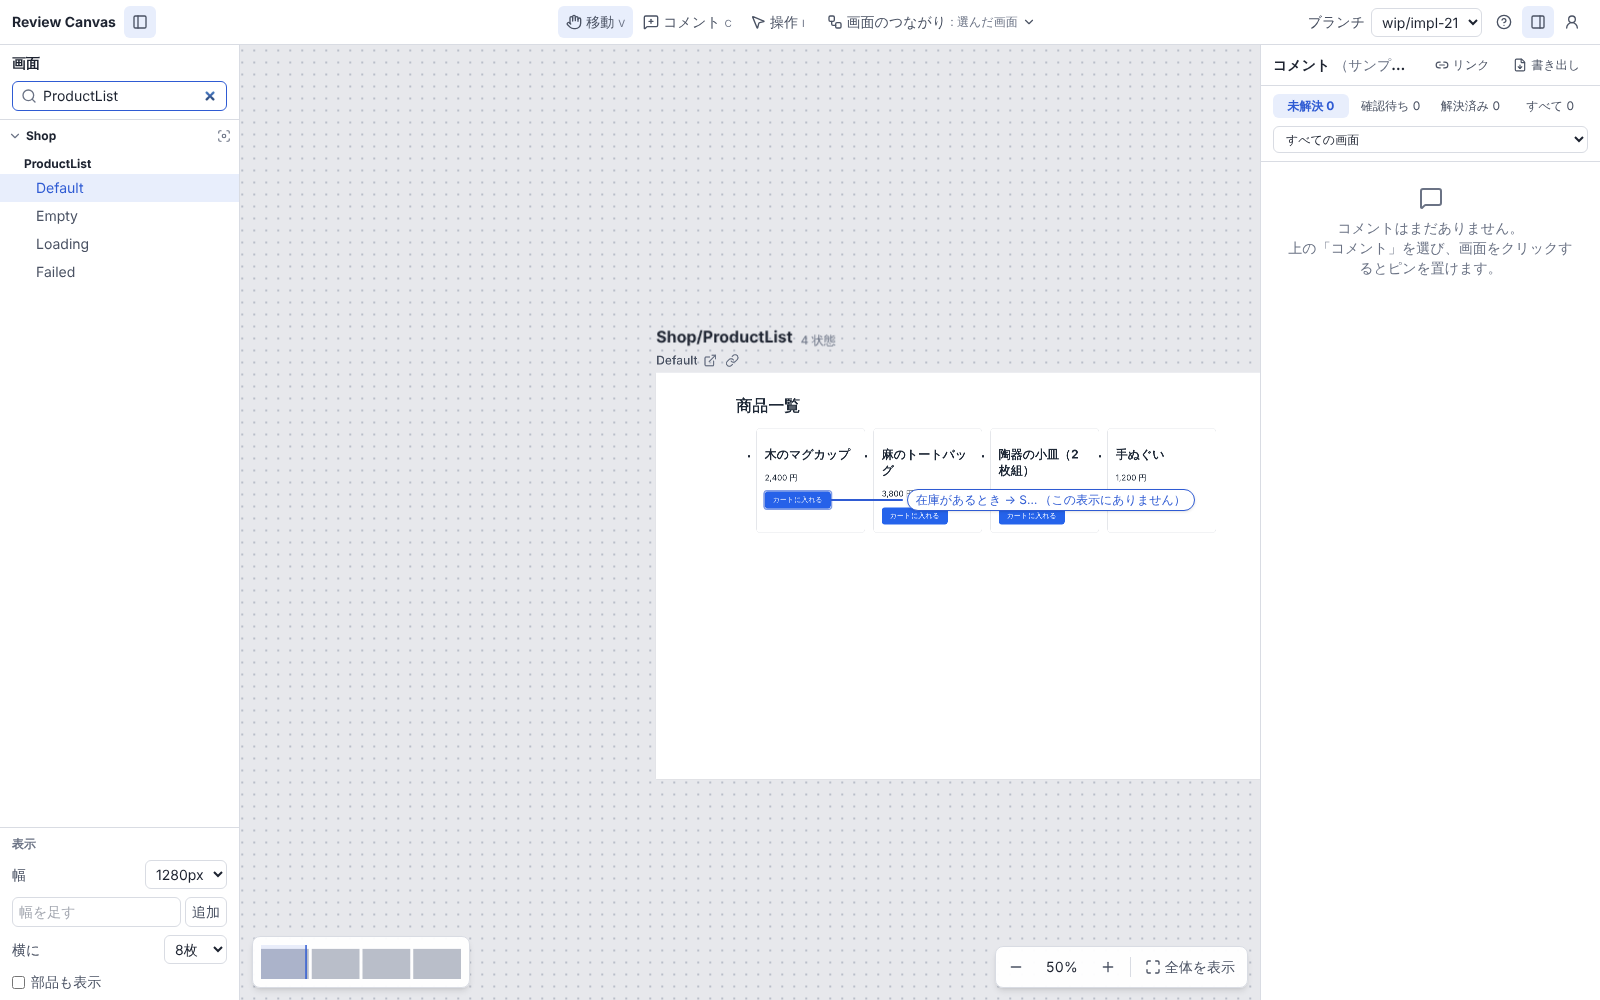 Review Canvas
移動 V
コメント C
操作 I
画面のつながり : 選んだ画面
ブランチ
wip/impl-21
画面
ProductList
Shop
ProductList
Default
Empty
Loading
Failed
表示
幅
1280px
幅を足す
追加
横に
8枚
部品も表示
Shop/ProductList 4 状態
Default
商品一覧
木のマグカップ
2,400 円
カートに入れる
麻のトートバッグ
3,800 円
カートに入れる
陶器の小皿（2枚組）
カートに入れる
手ぬぐい
1,200 円
在庫があるとき → S...（この表示にありません）
50%
全体を表示
コメント （サンプ...
リンク
書き出し
未解決 0
確認待ち 0
解決済み 0
すべて 0
すべての画面
コメントはまだありません。
上の「コメント」を選び、画面をクリックす
るとピンを置けます。